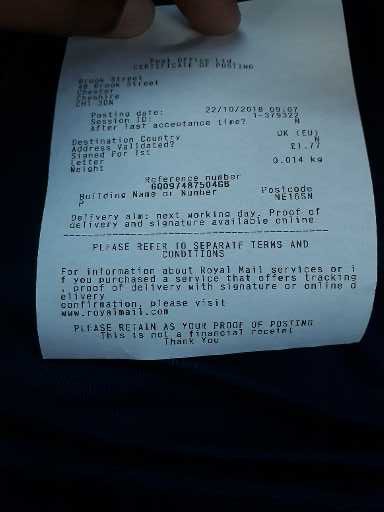 Post Office Ltd
CERTIFICATE OF POSTING
Brook Street
40 Brook Street
Chester
Cheshire
CH1 3DN
Posting date: 22/10/2018 09:07
Session ID: 1-379322
After last acceptance time? N
Destination Country UK (EU)
Address Validated? N
Signed For 1st £1.77
Letter
Weight 0.014 kg
Reference number
Building Name or Number Postcode
Delivery aim: next working day. Proof of
delivery and signature available online.
PLEASE REFER TO SEPARATE TERMS AND
CONDITIONS
For information about Royal Mail services or i
f you purchased a service that offers tracking
, proof of delivery with signature or online d
elivery
confirmation, please visit
www.royalmail.com
PLEASE RETAIN AS YOUR PROOF OF POSTING
This is not a financial receipt
Thank You